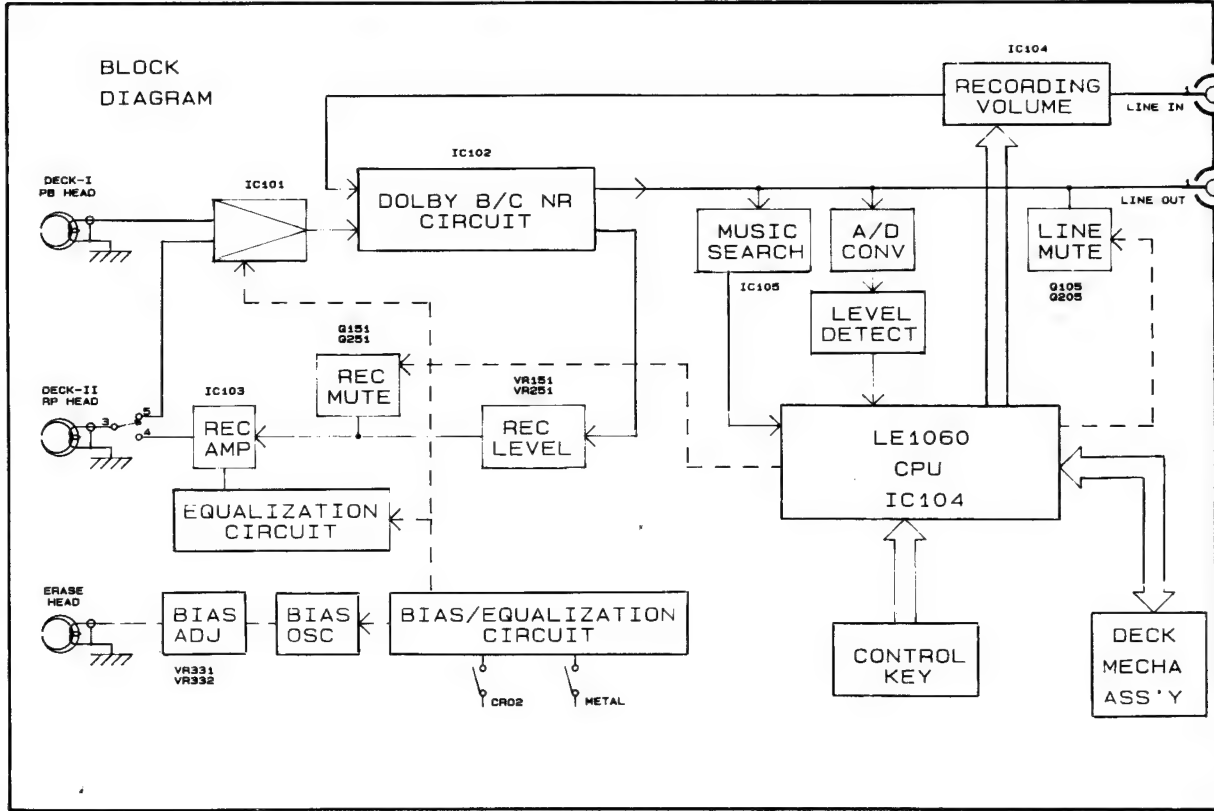 BLOCK
DIAGRAM
IC104
RECORDING
VOLUME
1
LINE IN
DECK-I
PB HEAD
IC101
IC102
DOLBY B/C NR
CIRCUIT
1
LINE OUT
MUSIC
SEARCH
A/D
CONV
LINE
MUTE
IC105
Q105
Q205
LEVEL
DETECT
Q151
Q251
REC
MUTE
DECK-II
RP HEAD
3
5
4
IC103
REC
AMP
VR151
VR251
REC
LEVEL
LE1060
CPU
IC104
EQUALIZATION
CIRCUIT
ERASE
HEAD
BIAS
ADJ
VR331
VR332
BIAS
OSC
BIAS/EQUALIZATION
CIRCUIT
CRO2
METAL
CONTROL
KEY
DECK
MECHA
ASS'Y